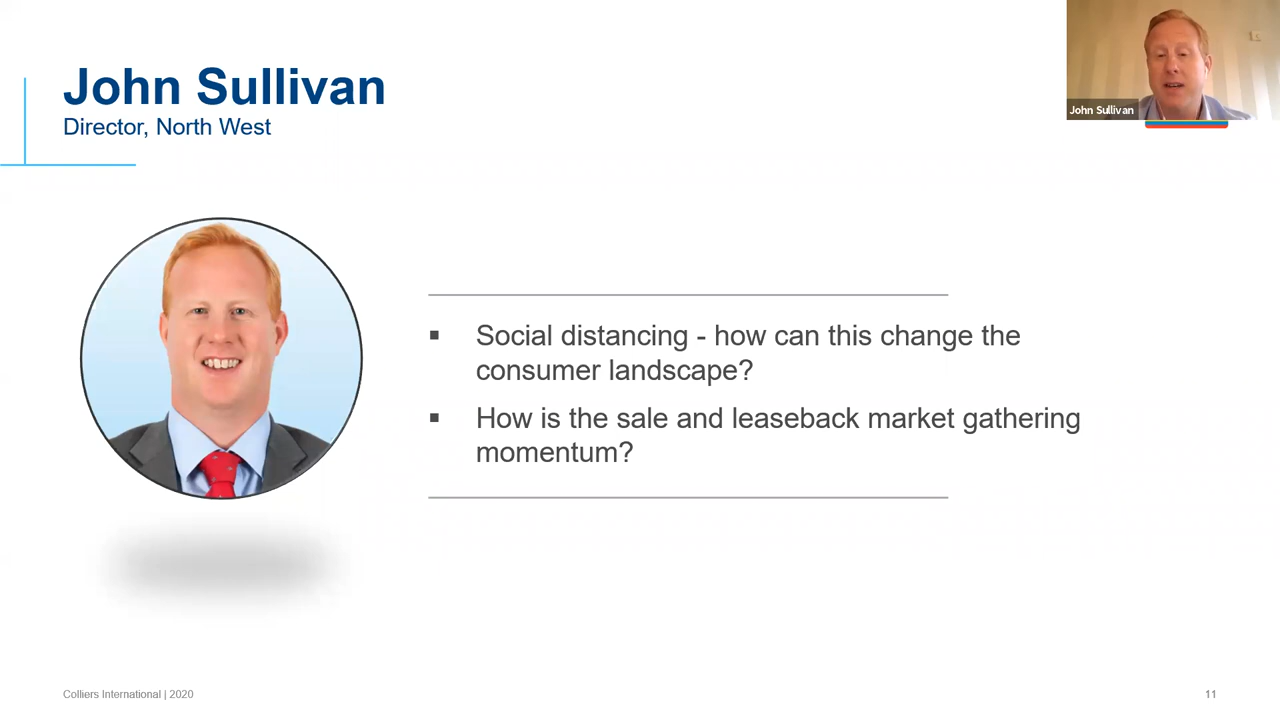 John Sullivan
Director, North West
John Sullivan
▪ Social distancing - how can this change the
consumer landscape?
▪ How is the sale and leaseback market gathering
momentum?
Colliers International | 2020
11